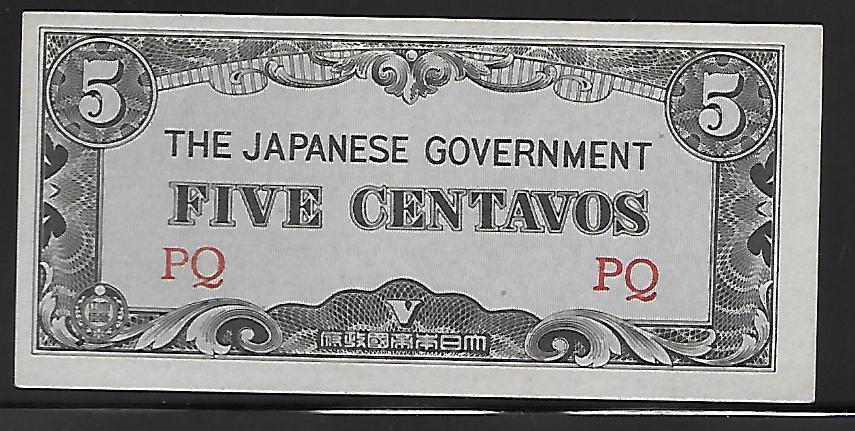 5 5
THE JAPANESE GOVERNMENT
FIVE CENTAVOS
PQ PQ
V
府政國帝本日大